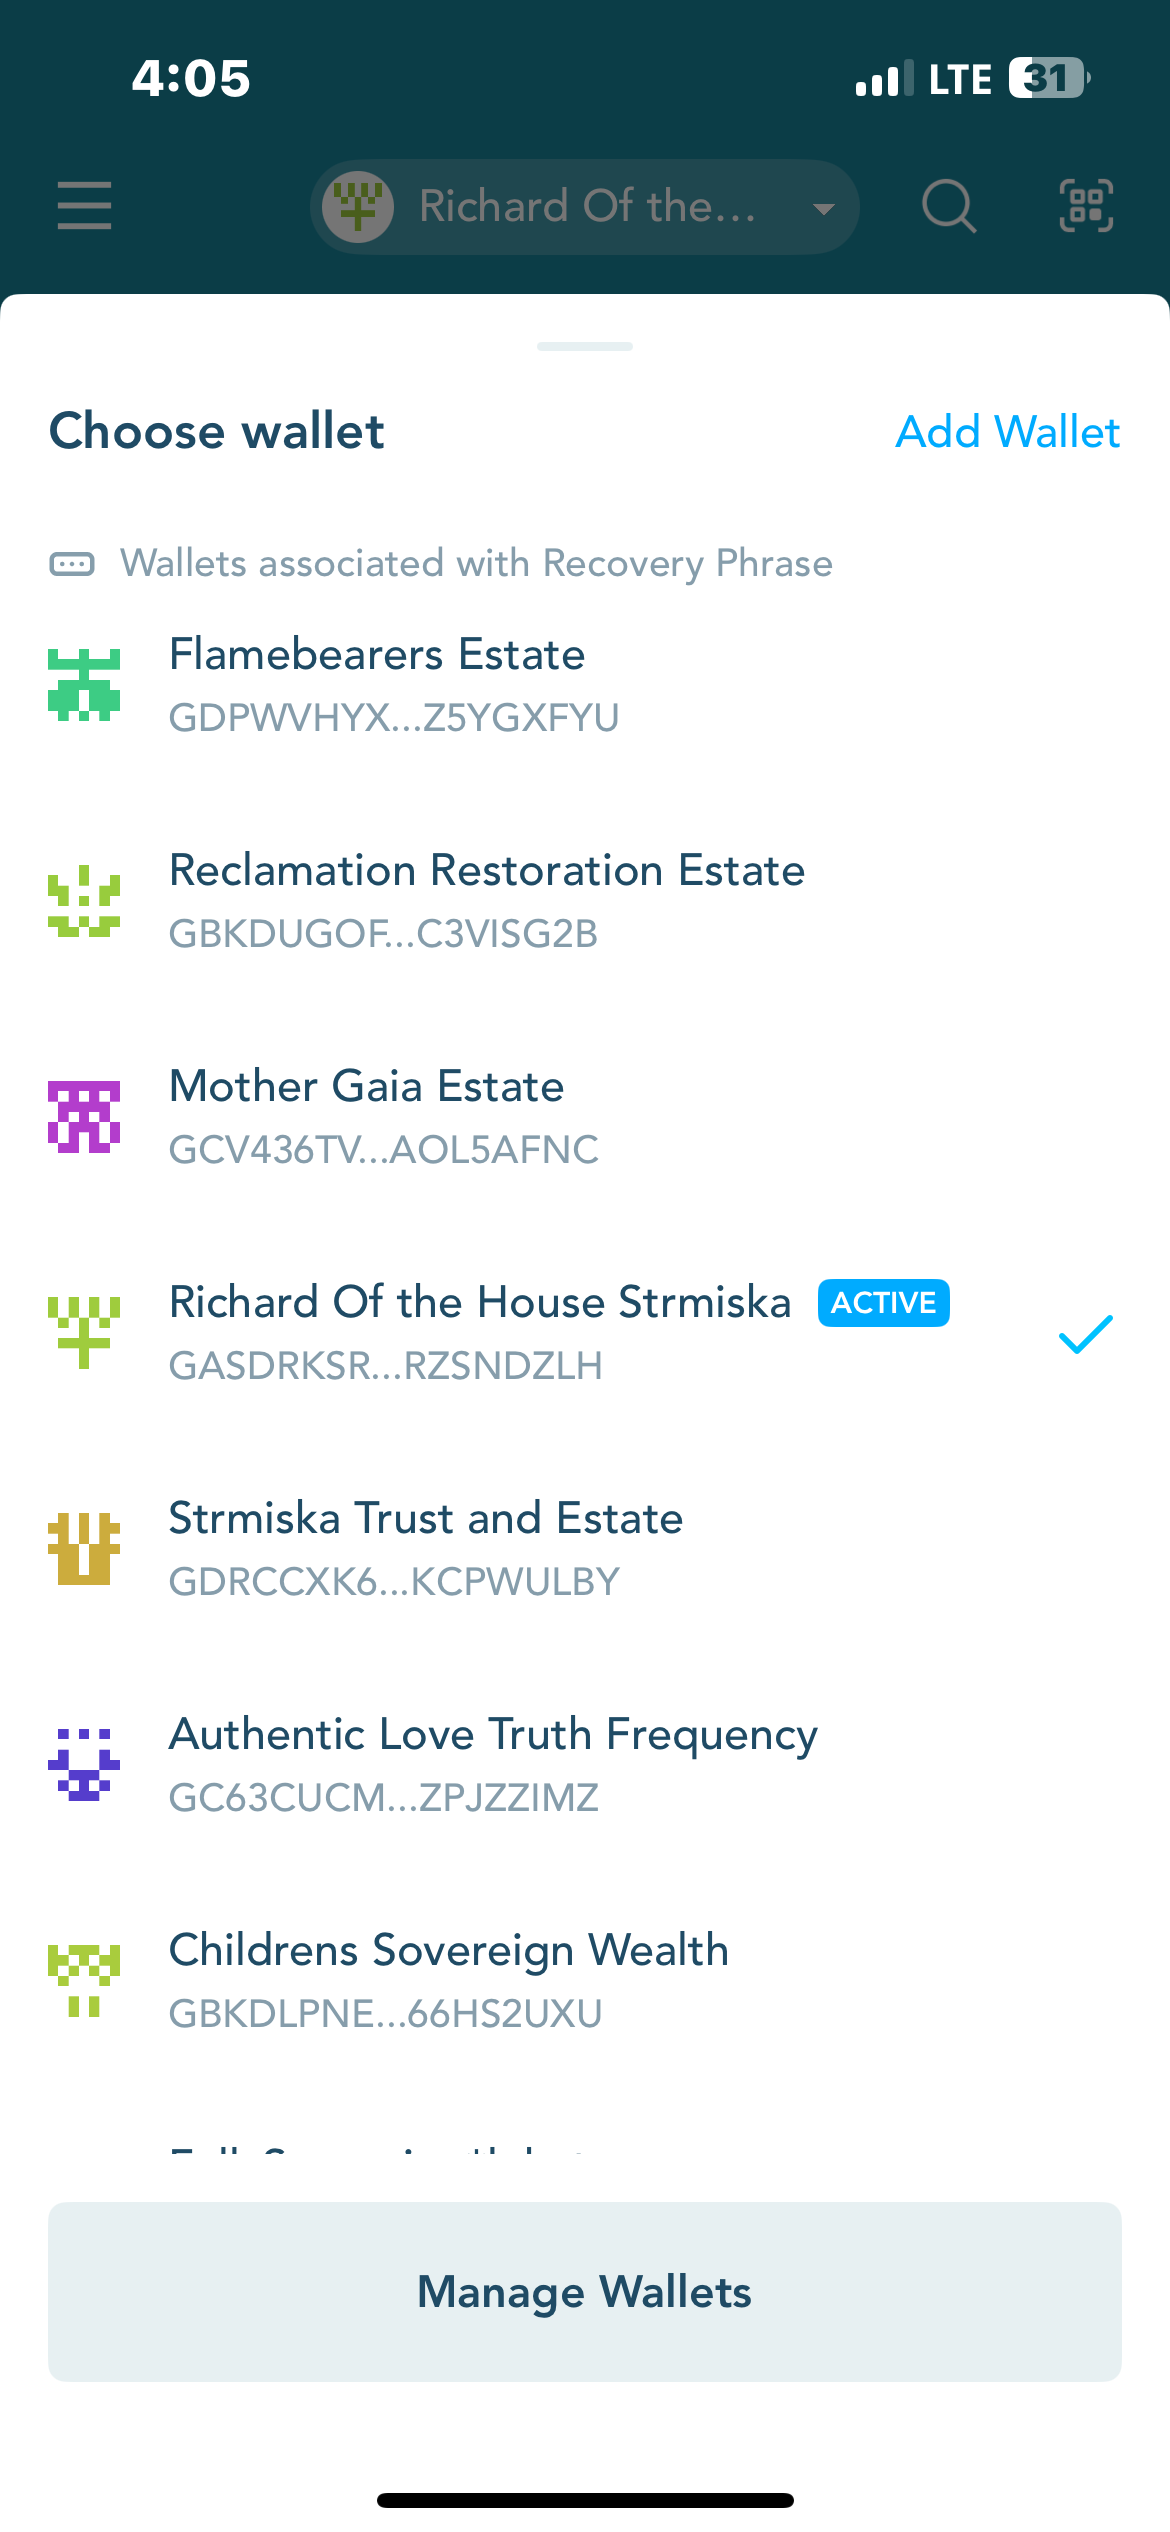 4:05
LTE 31
Richard Of the...
Choose wallet
Add Wallet
Wallets associated with Recovery Phrase
Flamebearers Estate
GDPWVHYX...Z5YGXFYU
Reclamation Restoration Estate
GBKDUGOF...C3VISG2B
Mother Gaia Estate
GCV436TV...AOL5AFNC
Richard Of the House Strmiska ACTIVE
GASDRKSR...RZSNDZLH
Strmiska Trust and Estate
GDRCCXK6...KCPWULBY
Authentic Love Truth Frequency
GC63CUCM...ZPJZZIMZ
Childrens Sovereign Wealth
GBKDLPNE...66HS2UXU
Manage Wallets